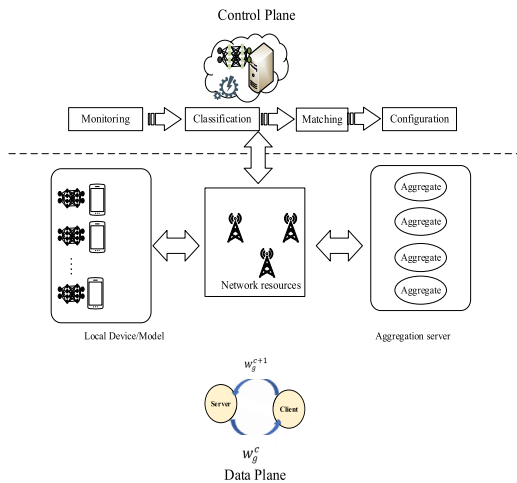 Control Plane
Monitoring
Classification
Matching
Configuration
Aggregate
Aggregate
Aggregate
Aggregate
Network resources
Local Device/Model
Aggregation server
w_g^{c+1}
Server
Client
w_g^c
Data Plane